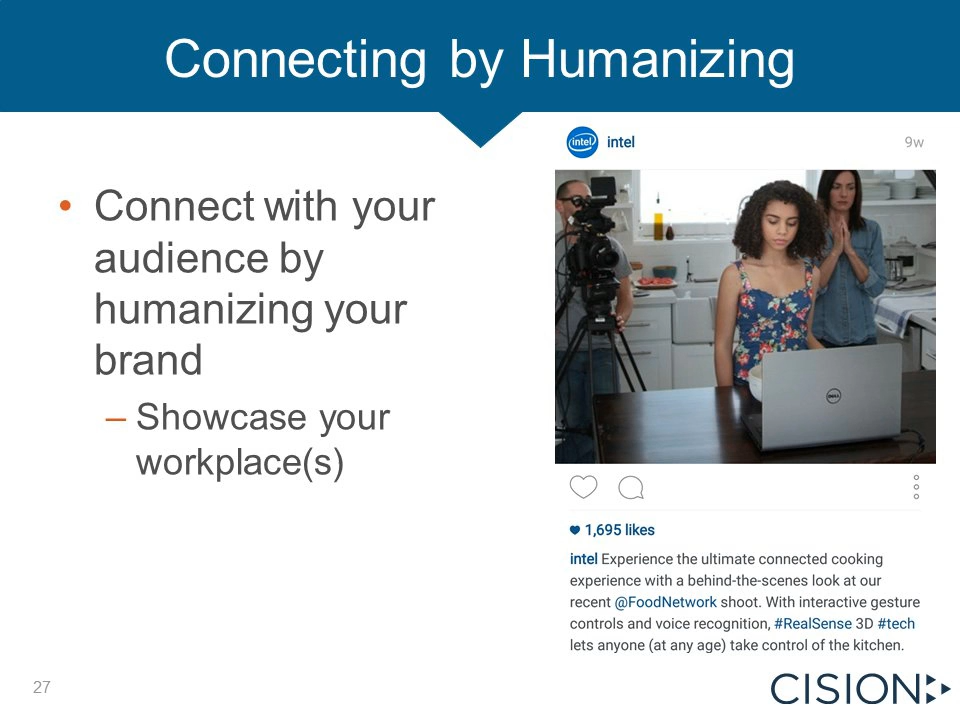 Connecting by Humanizing
• Connect with your
audience by
humanizing your
brand
– Showcase your
workplace(s)
intel
intel
9w
DELL
1,695 likes
intel Experience the ultimate connected cooking
experience with a behind-the-scenes look at our
recent @FoodNetwork shoot. With interactive gesture
controls and voice recognition, #RealSense 3D #tech
lets anyone (at any age) take control of the kitchen.
27
CISION